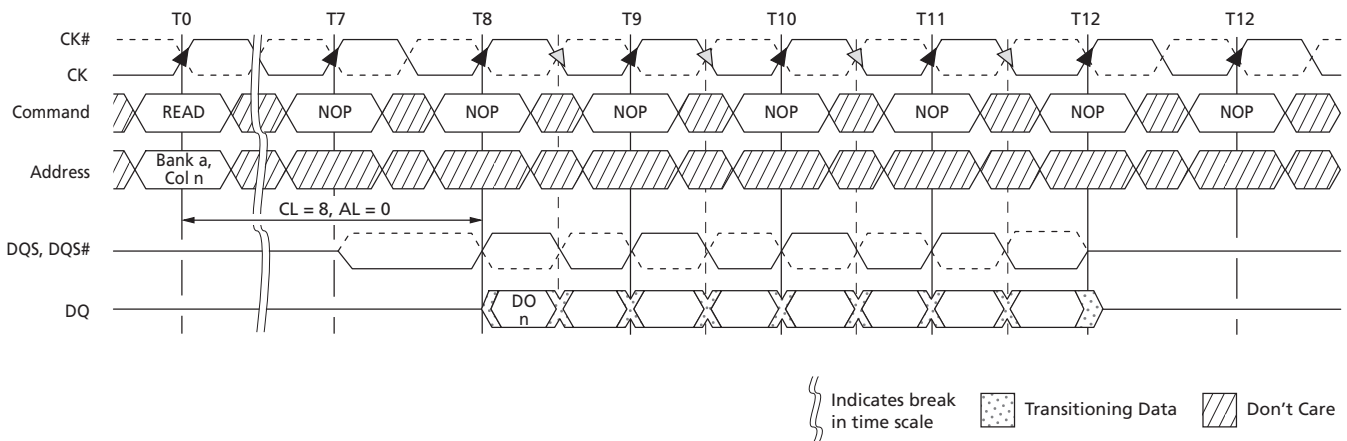 T0 T7 T8 T9 T10 T11 T12 T12
CK#
CK
Command READ NOP NOP NOP NOP NOP NOP NOP
Address Bank a,
Col n
CL = 8, AL = 0
DQS, DQS#
DQ DO
n
Indicates break
in time scale
Transitioning Data
Don't Care